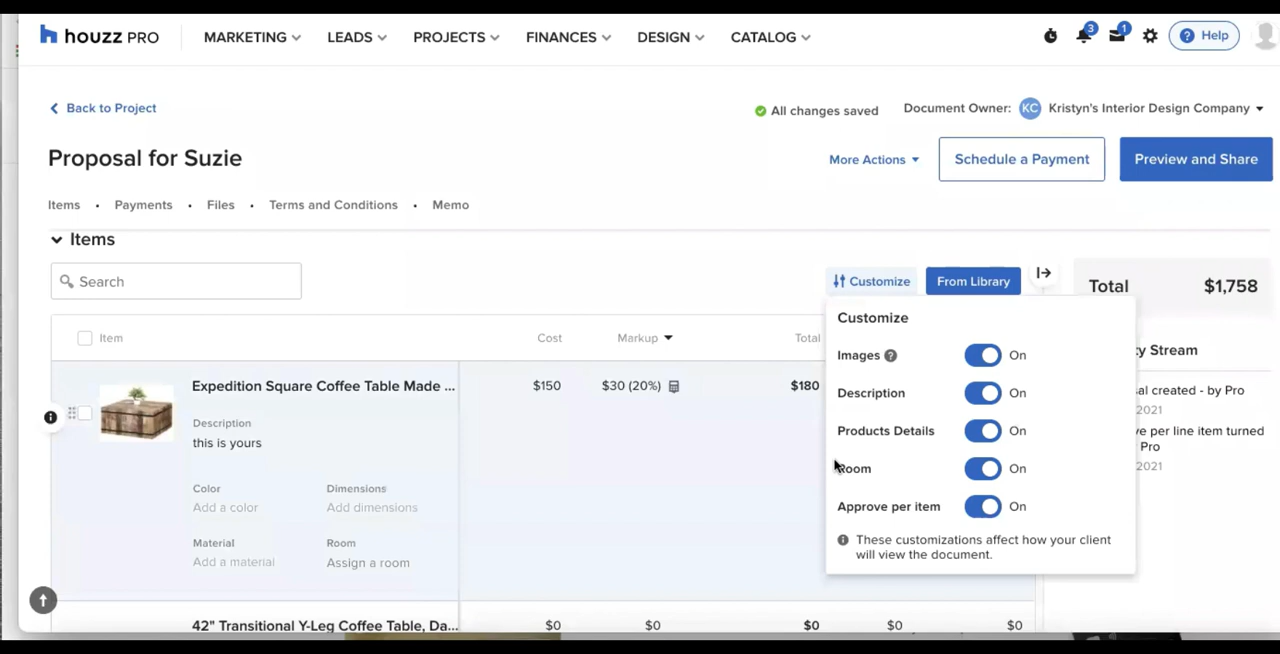 houzz PRO
MARKETING LEADS PROJECTS FINANCES DESIGN CATALOG
3 1 ? Help
Back to Project
All changes saved Document Owner: KC Kristyn's Interior Design Company
Proposal for Suzie
More Actions Schedule a Payment Preview and Share
Items • Payments • Files • Terms and Conditions • Memo
Items
Search
Customize From Library
Total $1,758
Item Cost Markup Total
Customize
Images ? On
Description On
Products Details On
Room On
Approve per item On
These customizations affect how your client
will view the document.
Stream
created - by Pro
2021
per line item turned
Pro
2021
Expedition Square Coffee Table Made ... $150 $30 (20%) $180
Description
this is yours
Color Dimensions
Add a color Add dimensions
Material Room
Add a material Assign a room
42" Transitional Y-Leg Coffee Table, Da... $0 $0 $0 $0 $0